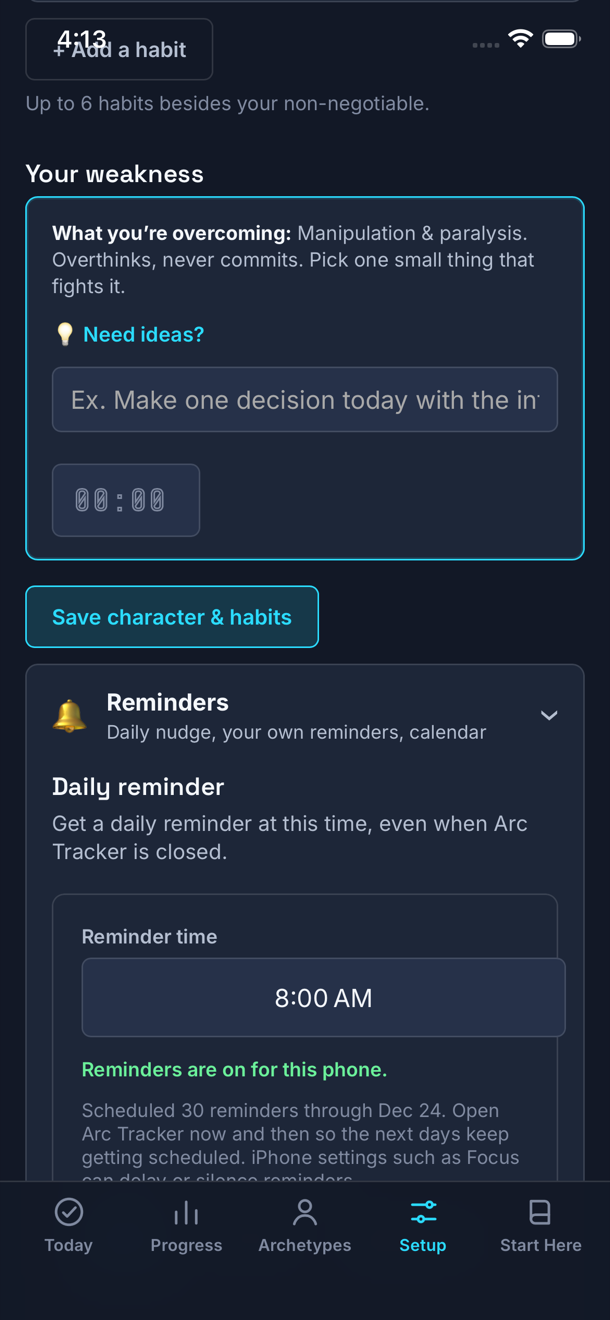 4:13
+ Add a habit
Up to 6 habits besides your non-negotiable.
Your weakness
What you’re overcoming: Manipulation & paralysis.
Overthinks, never commits. Pick one small thing that
fights it.
💡 Need ideas?
Ex. Make one decision today with the in
00:00
Save character & habits
🔔 Reminders
Daily nudge, your own reminders, calendar
Daily reminder
Get a daily reminder at this time, even when Arc
Tracker is closed.
Reminder time
8:00 AM
Reminders are on for this phone.
Scheduled 30 reminders through Dec 24. Open
Arc Tracker now and then so the next days keep
getting scheduled. iPhone settings such as Focus
can delay or silence reminders.
Today
Progress
Archetypes
Setup
Start Here